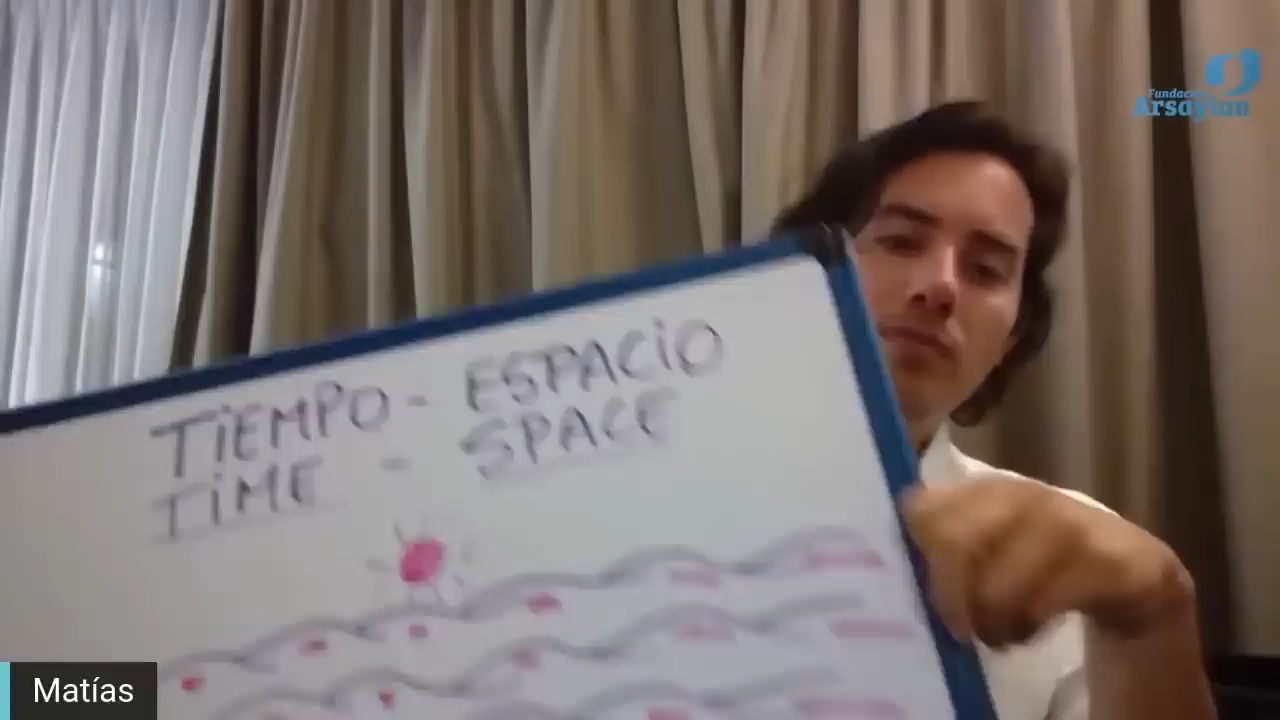 Fundación
Arsayian
TIEMPO - ESPACIO
TIME - SPACE
Matías